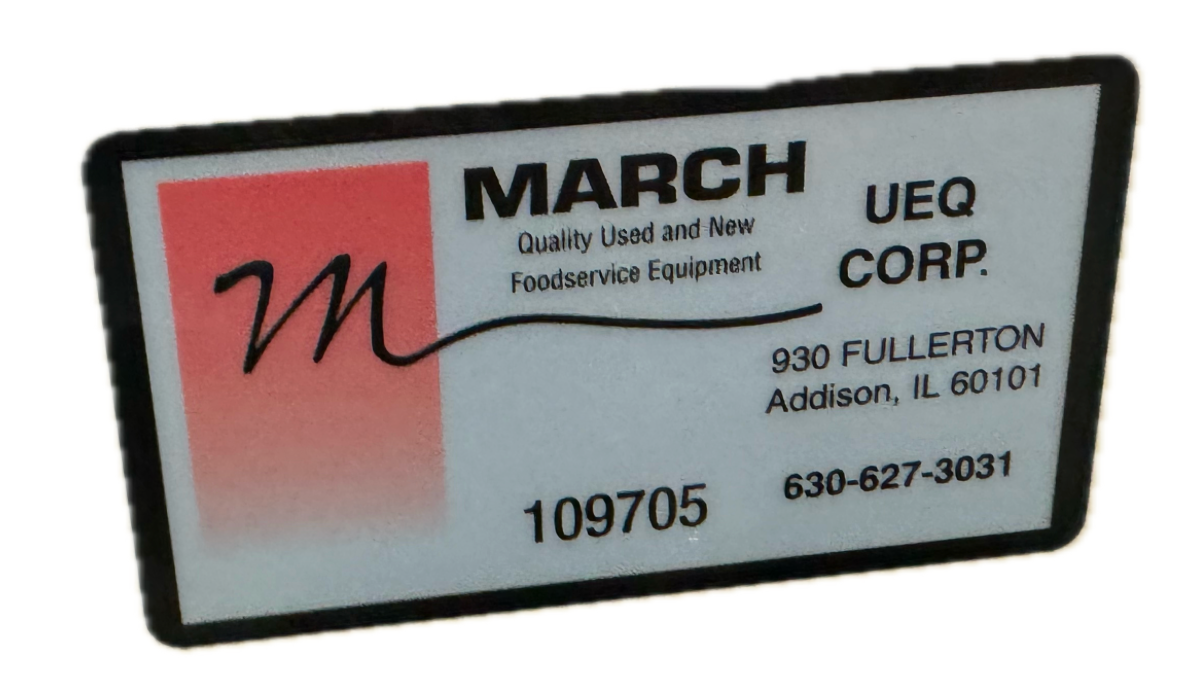 m
MARCH
Quality Used and New
Foodservice Equipment
UEQ
CORP.
930 FULLERTON
Addison, IL 60101
630-627-3031
109705